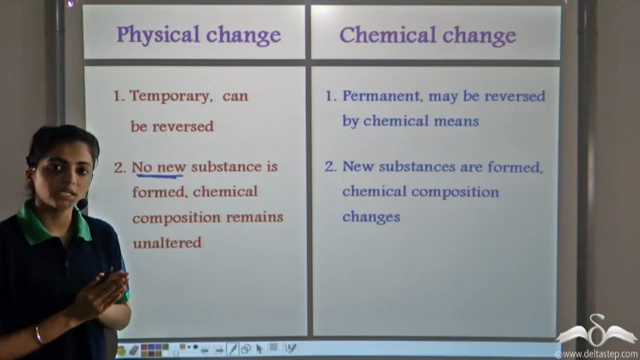 Physical change
Chemical change
1. Temporary, can
be reversed
2. No new substance is
formed, chemical
composition remains
unaltered
1. Permanent, may be reversed
by chemical means
2. New substances are formed,
chemical composition
changes
© www.deltastep.com